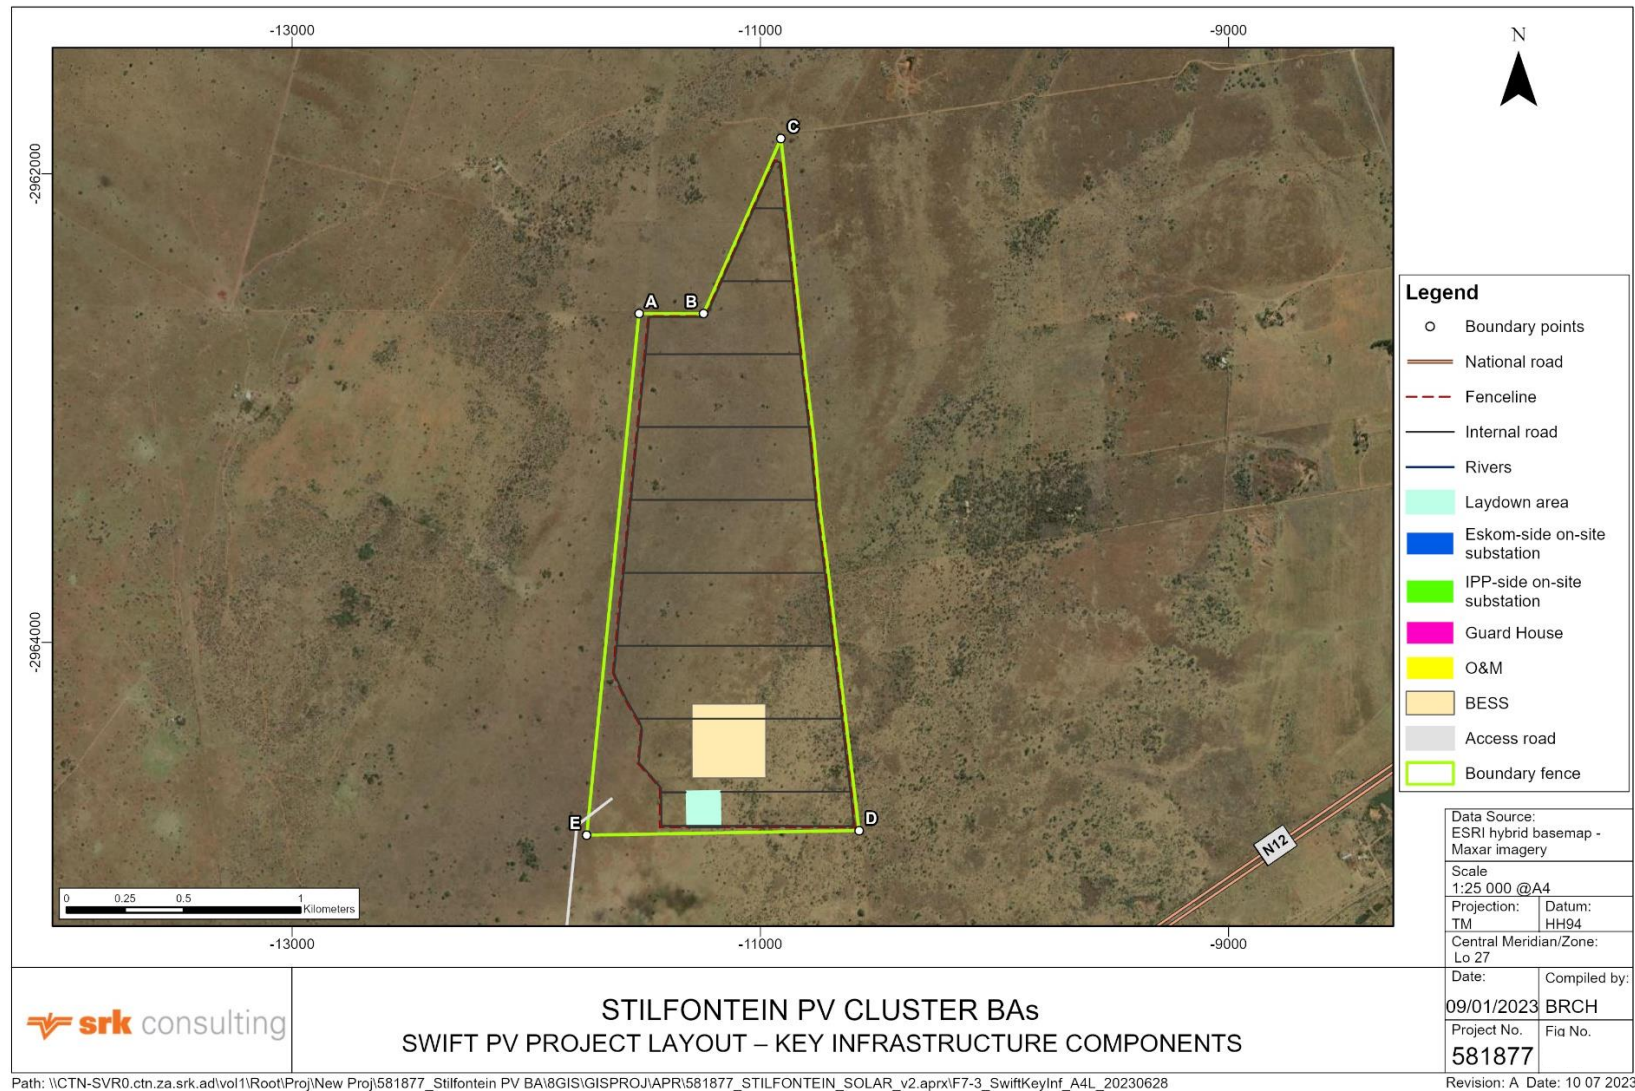 -13000
-11000
-9000
N
-2962000
-2964000
C
A
B
E
D
N12
0
0.25
0.5
1
Kilometers
-13000
-11000
-9000
Legend
Boundary points
National road
Fenceline
Internal road
Rivers
Laydown area
Eskom-side on-site
substation
IPP-side on-site
substation
Guard House
O&M
BESS
Access road
Boundary fence
Data Source:
ESRI hybrid basemap -
Maxar imagery
Scale
1:25 000 @A4
Projection:
TM
Datum:
HH94
Central Meridian/Zone:
Lo 27
Date:
09/01/2023
Compiled by:
BRCH
Project No.
581877
Fig No.
srk consulting
STILFONTEIN PV CLUSTER BAs
SWIFT PV PROJECT LAYOUT – KEY INFRASTRUCTURE COMPONENTS
Path: \\CTN-SVR0.ctn.za.srk.ad\vol1\Root\Proj\New Proj\581877_Stilfontein PV BA\8GIS\GISPROJ\APR\581877_STILFONTEIN_SOLAR_v2.aprx\F7-3_SwiftKeyInf_A4L_20230628
Revision: A Date: 10 07 2023